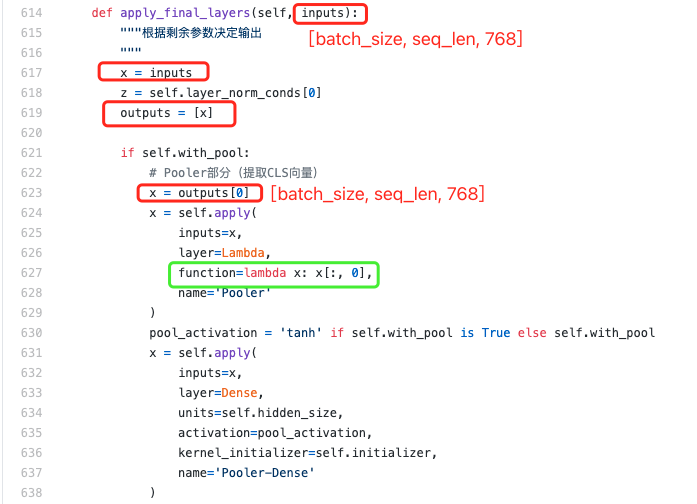 614 def apply_final_layers(self, inputs):
615 """根据剩余参数决定输出 [batch_size, seq_len, 768]
616 """
617 x = inputs
618 z = self.layer_norm_conds[0]
619 outputs = [x]
620
621 if self.with_pool:
622 # Pooler部分（提取CLS向量）
623 x = outputs[0] [batch_size, seq_len, 768]
624 x = self.apply(
625 inputs=x,
626 layer=Lambda,
627 function=lambda x: x[:, 0],
628 name='Pooler'
629 )
630 pool_activation = 'tanh' if self.with_pool is True else self.with_pool
631 x = self.apply(
632 inputs=x,
633 layer=Dense,
634 units=self.hidden_size,
635 activation=pool_activation,
636 kernel_initializer=self.initializer,
637 name='Pooler-Dense'
638 )